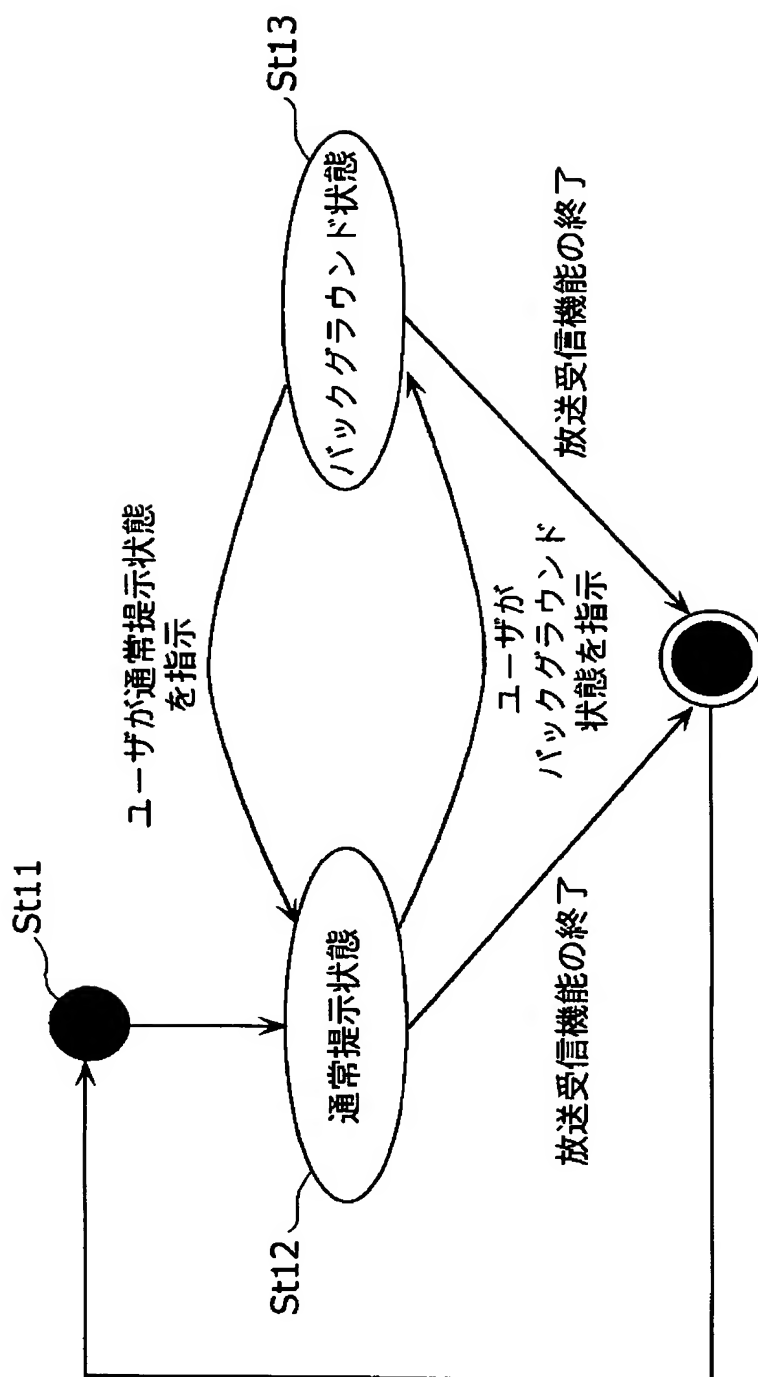 St11
ユーザが通常提示状態
を指示
St12
通常提示状態
バックグラウンド状態
St13
ユーザが
バックグラウンド
状態を指示
放送受信機能の終了
放送受信機能の終了